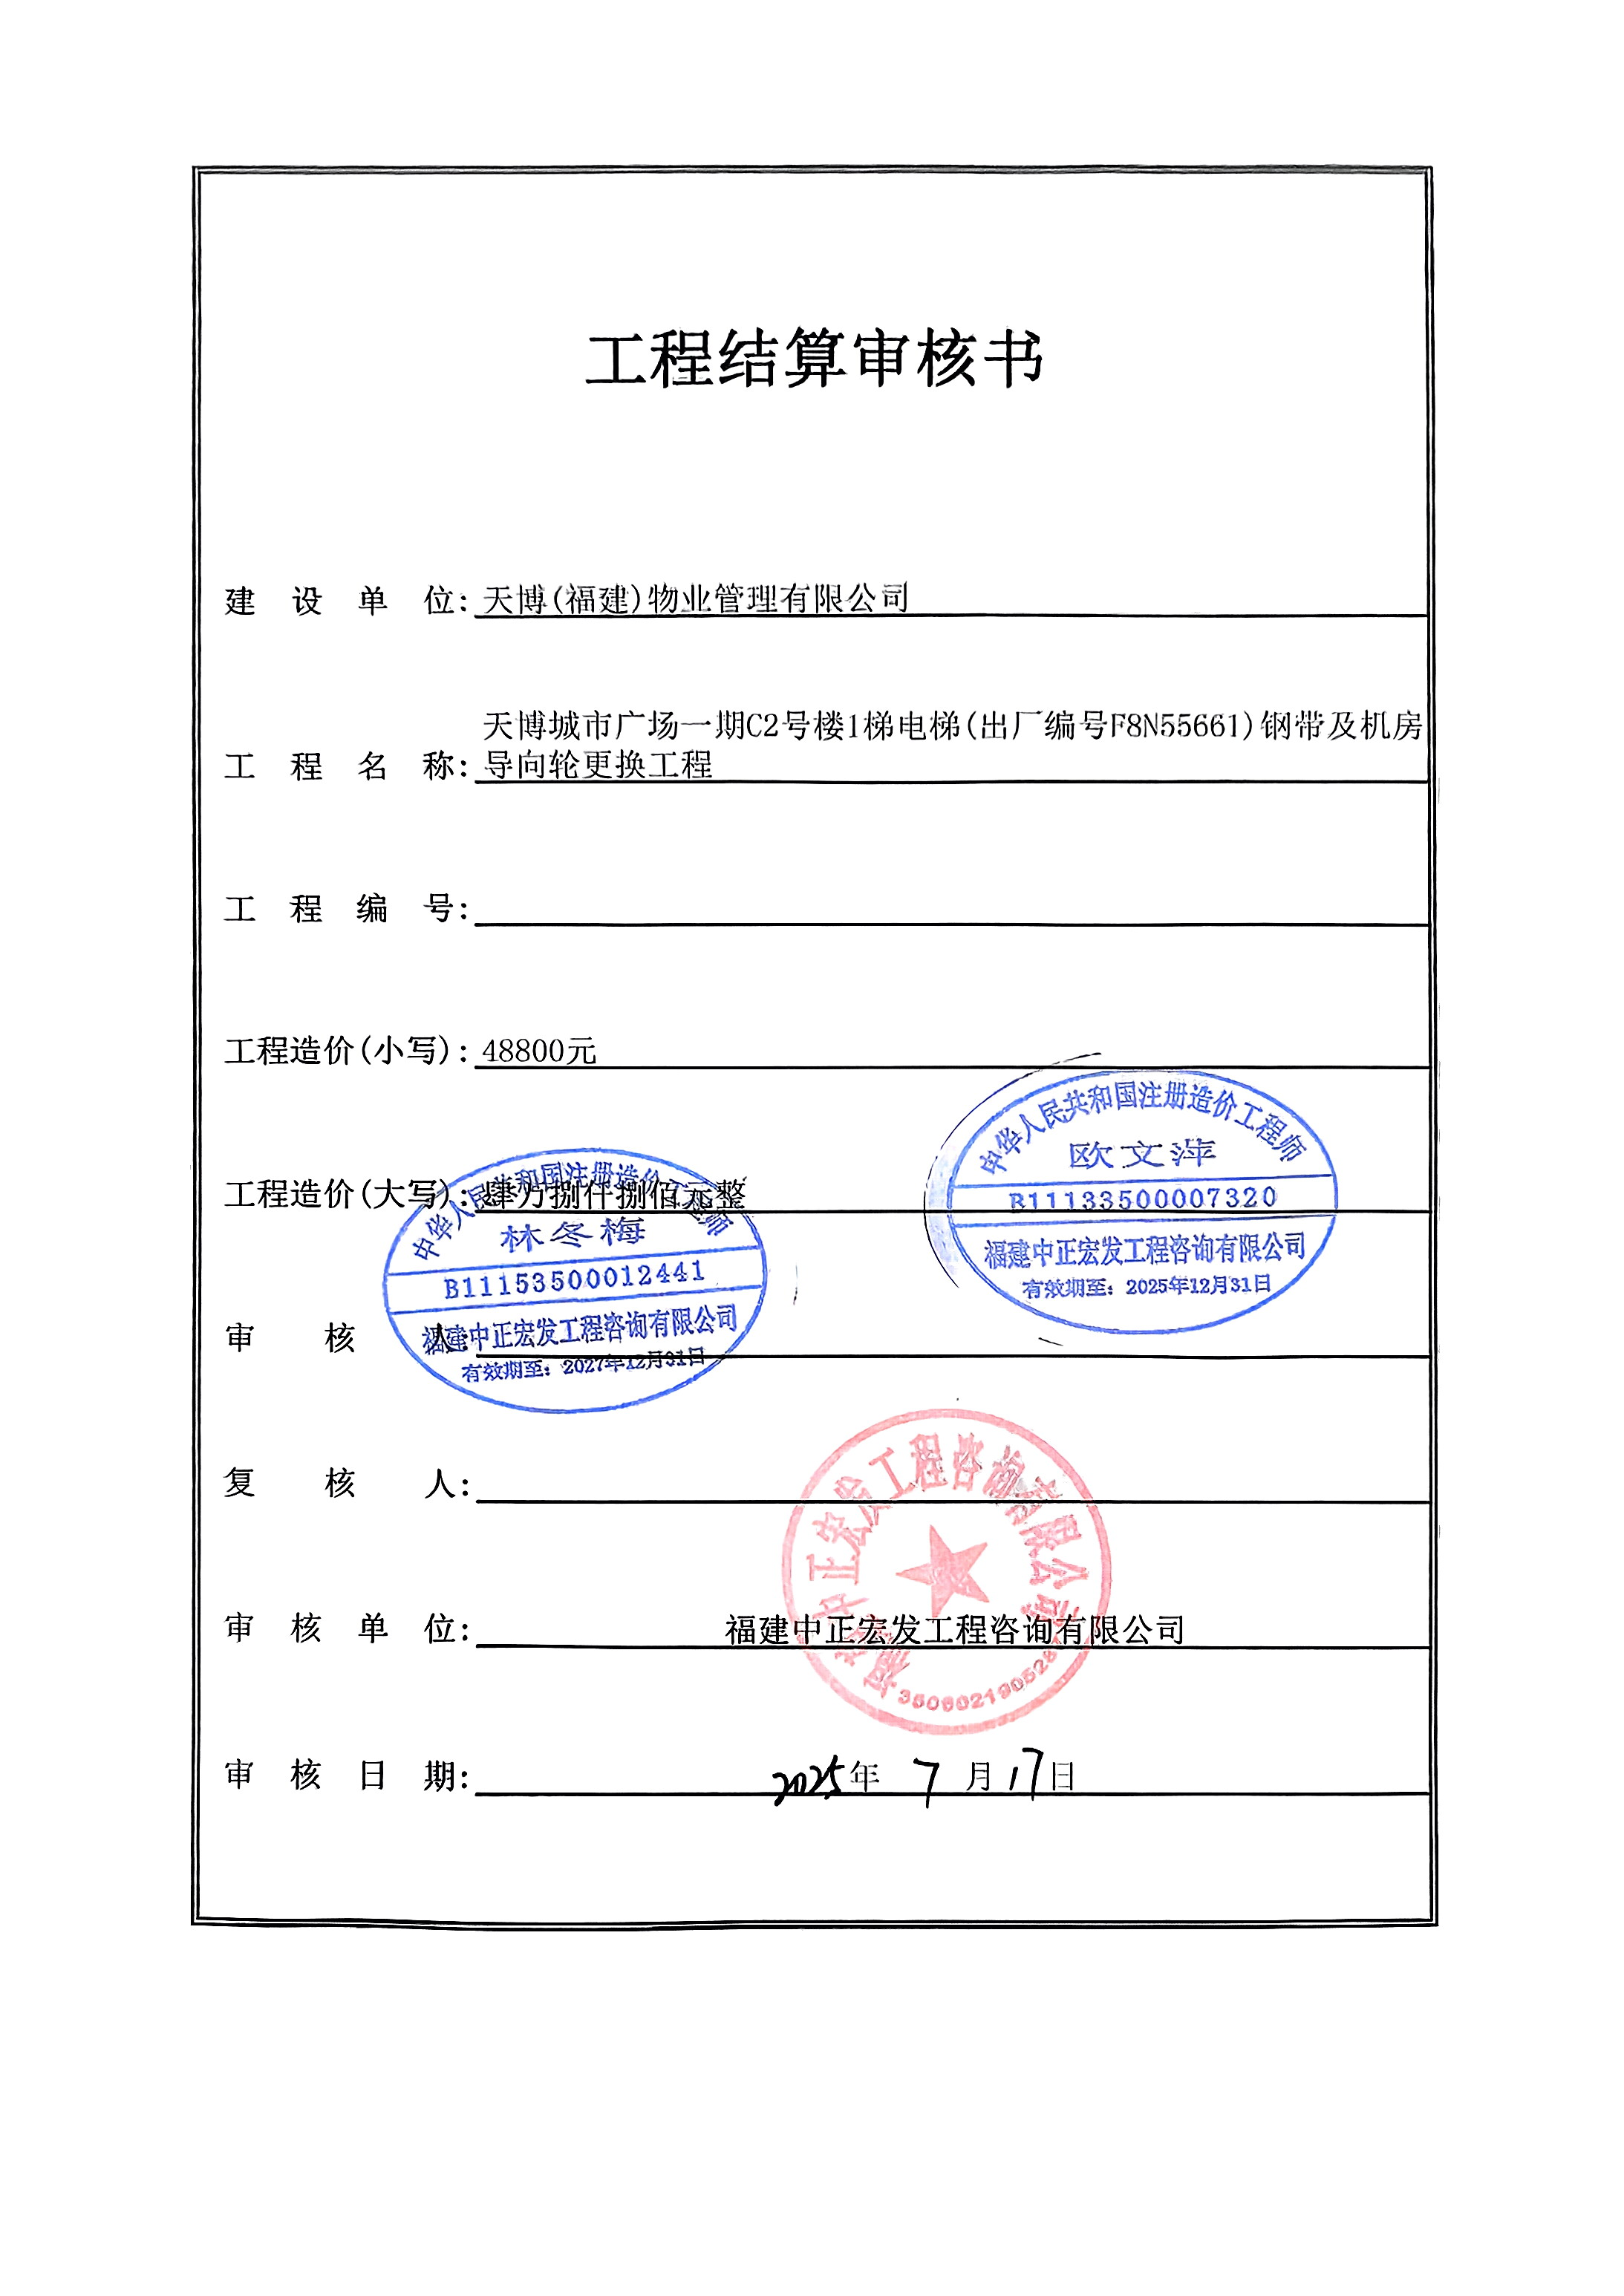 工程结算审核书
建设单位: 天博(福建)物业管理有限公司
天博城市广场一期C2号楼1梯电梯(出厂编号F8N55661)钢带及机房
工程名称: 导向轮更换工程
工程编号:
工程造价(小写): 48800元
中华人民共和国注册造价工程师
欧文萍
B11133500007320
福建中正宏发工程咨询有限公司
有效期至: 2025年12月31日
工程造价(大写): 肆万捌仟捌佰元整
中华人民共和国注册造价工程师
林冬梅
B11153500012441
福建中正宏发工程咨询有限公司
有效期至: 2027年12月31日
审核人:
复核人:
福建中正宏发工程咨询有限公司
审核单位: 福建中正宏发工程咨询有限公司
审核日期: 2025年7月17日